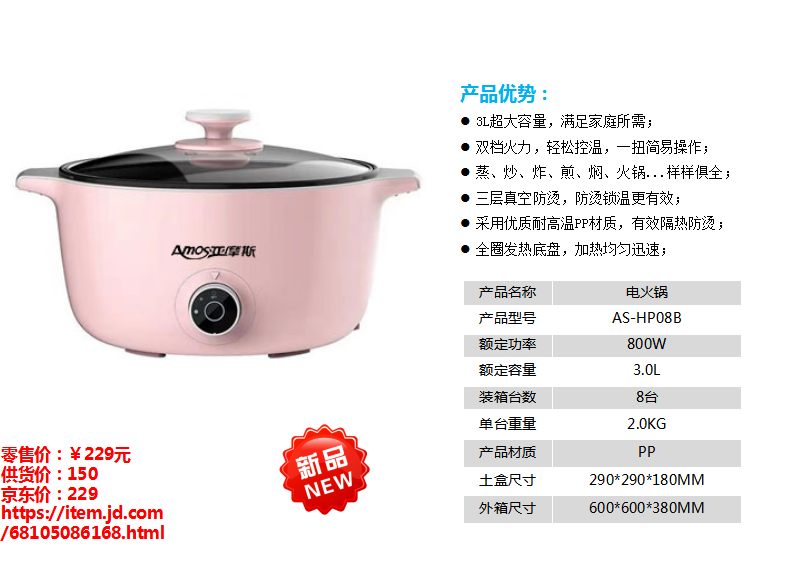 产品优势：
● 3L超大容量，满足家庭所需；
● 双档火力，轻松控温，一扭简易操作；
● 蒸、炒、炸、煎、焖、火锅...样样俱全；
● 三层真空防烫，防烫锁温更有效；
● 采用优质耐高温PP材质，有效隔热防烫；
● 全圈发热底盘，加热均匀迅速；
Amos亚摩斯
产品名称 电火锅
产品型号 AS-HP08B
额定功率 800W
额定容量 3.0L
装箱台数 8台
单台重量 2.0KG
产品材质 PP
土盒尺寸 290*290*180MM
外箱尺寸 600*600*380MM
新品
NEW
零售价：￥229元
供货价：150
京东价：229
https://item.jd.com
/68105086168.html